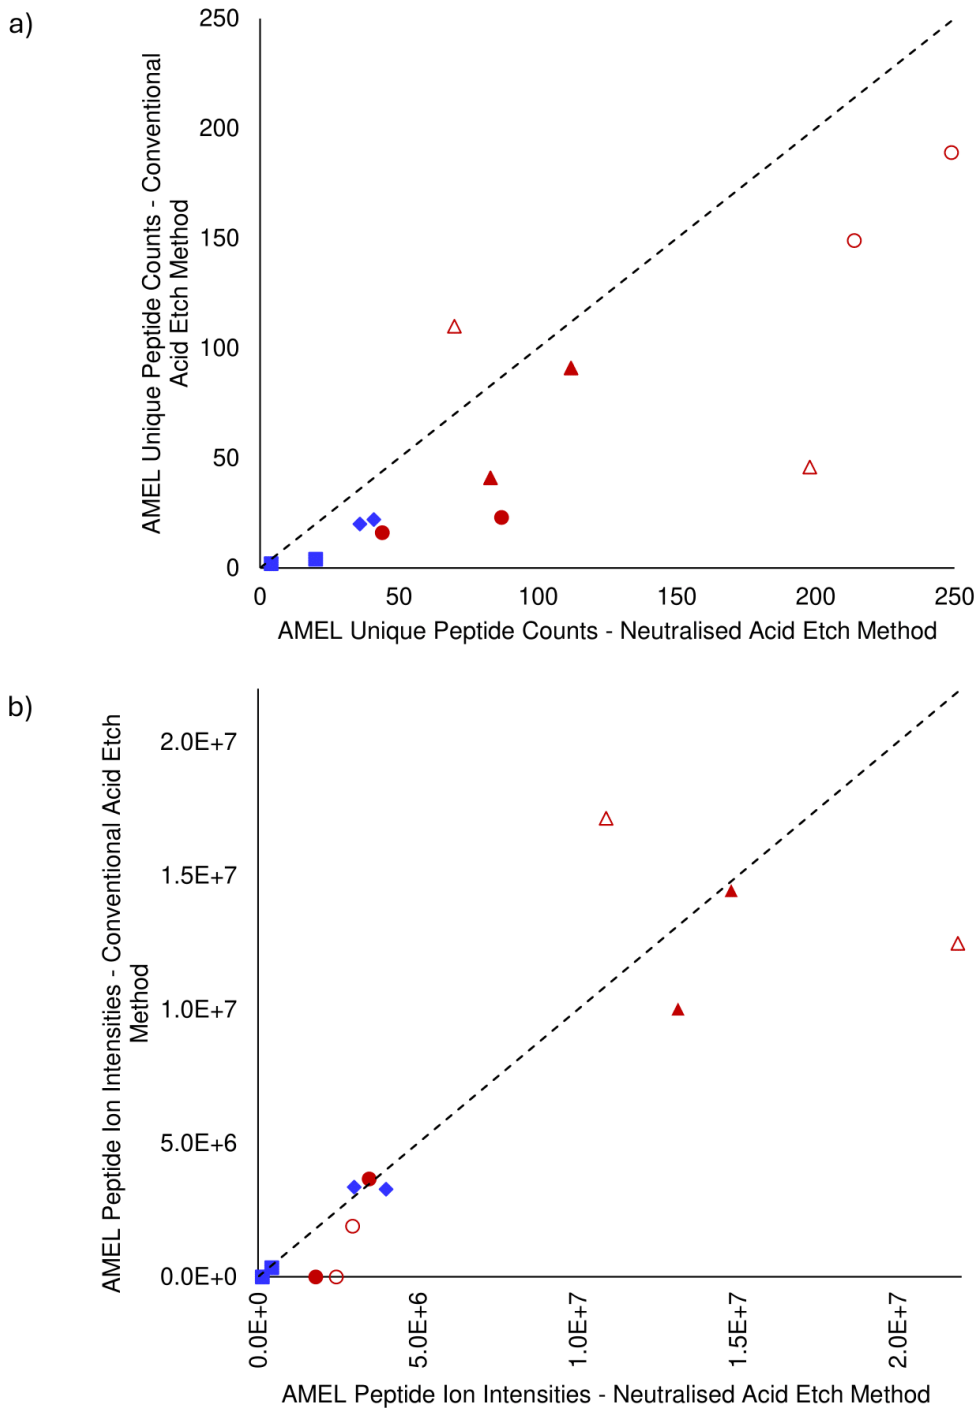 a)
AMEL Unique Peptide Counts - Conventional
Acid Etch Method
250
200
150
100
50
0
0 50 100 150 200 250
AMEL Unique Peptide Counts - Neutralised Acid Etch Method
b)
AMEL Peptide Ion Intensities - Conventional Acid Etch
Method
2.0E+7
1.5E+7
1.0E+7
5.0E+6
0.0E+0
0.0E+0 5.0E+6 1.0E+7 1.5E+7 2.0E+7
AMEL Peptide Ion Intensities - Neutralised Acid Etch Method